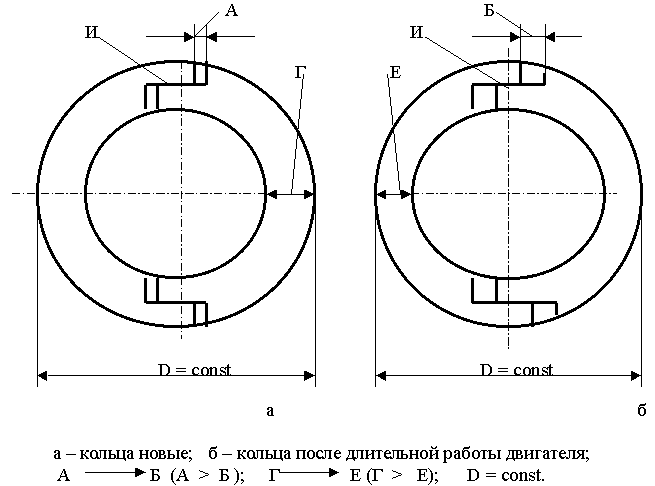 А Б
И И
Г Е
D = const D = const
а б
а – кольца новые; б – кольца после длительной работы двигателя;
А Б (А > Б ); Г Е (Г > Е); D = const.